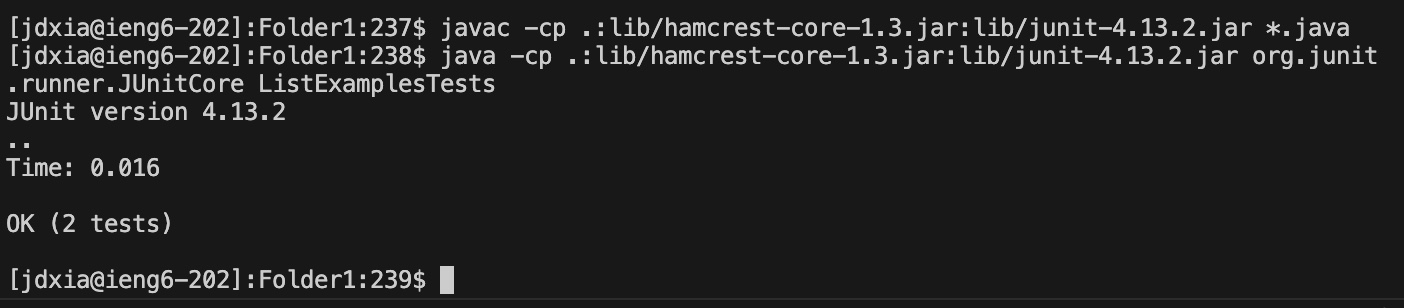 [jdxia@ieng6-202]:Folder1:237$ javac -cp .:lib/hamcrest-core-1.3.jar:lib/junit-4.13.2.jar *.java
[jdxia@ieng6-202]:Folder1:238$ java -cp .:lib/hamcrest-core-1.3.jar:lib/junit-4.13.2.jar org.junit
.runner.JUnitCore ListExamplesTests
JUnit version 4.13.2
..
Time: 0.016
OK (2 tests)
[jdxia@ieng6-202]:Folder1:239$